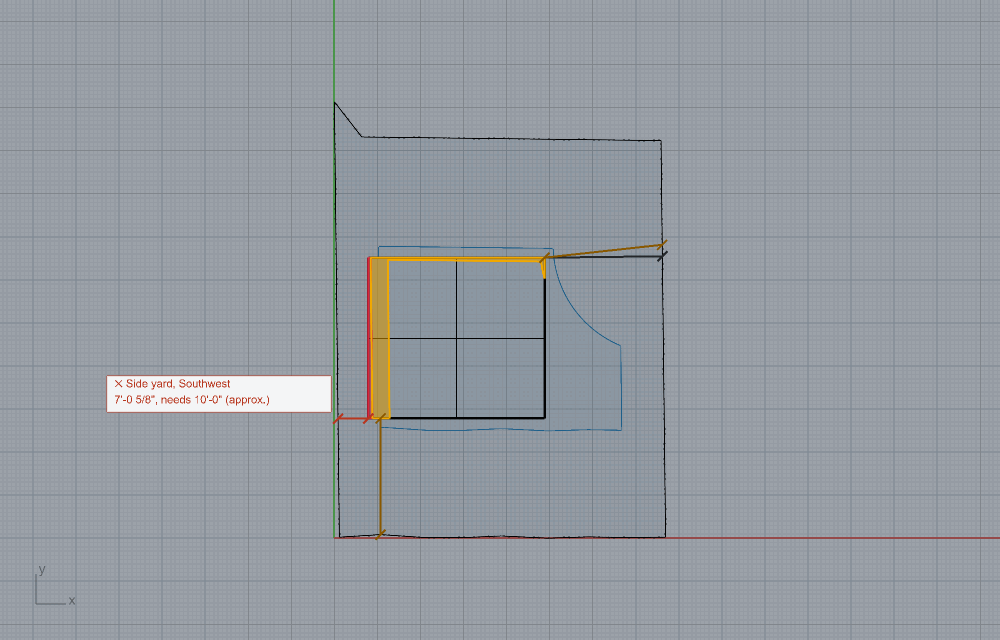 ✕ Side yard, Southwest
7'-0 5/8", needs 10'-0" (approx.)
y
x